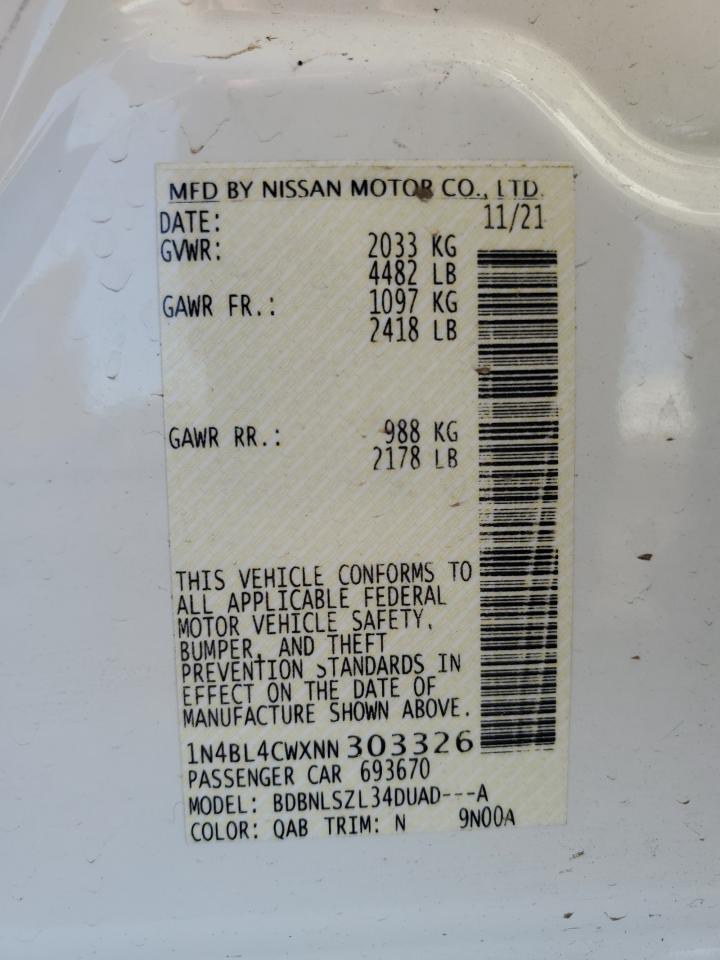 MFD BY NISSAN MOTOR CO., LTD.
DATE: 11/21
GVWR: 2033 KG
4482 LB
GAWR FR.: 1097 KG
2418 LB
GAWR RR.: 988 KG
2178 LB
THIS VEHICLE CONFORMS TO
ALL APPLICABLE FEDERAL
MOTOR VEHICLE SAFETY,
BUMPER, AND THEFT
PREVENTION STANDARDS IN
EFFECT ON THE DATE OF
MANUFACTURE SHOWN ABOVE.
1N4BL4CWXNN 303326
PASSENGER CAR 693670
MODEL: BDBNLSZL34DUAD---A
COLOR: QAB TRIM: N 9N00A